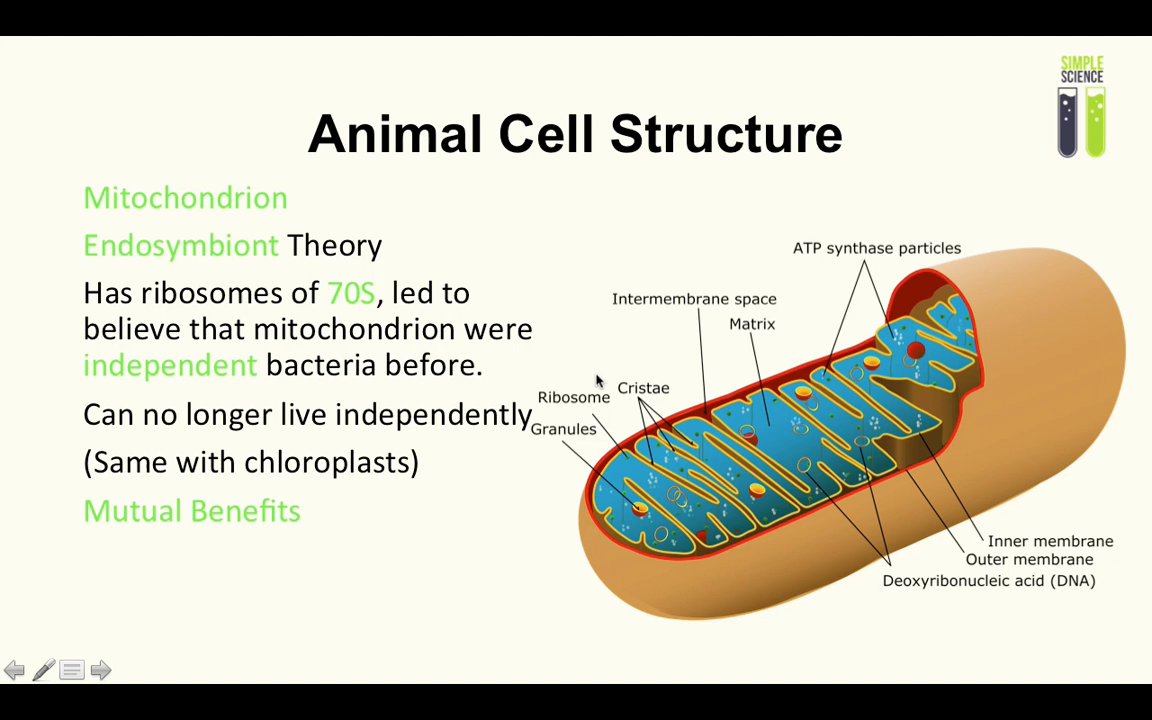 SIMPLE
SCIENCE
Animal Cell Structure
Mitochondrion
Endosymbiont Theory
Has ribosomes of 70S, led to
believe that mitochondrion were
independent bacteria before.
Can no longer live independently
(Same with chloroplasts)
Mutual Benefits
ATP synthase particles
Intermembrane space
Matrix
Cristae
Ribosome
Granules
Inner membrane
Outer membrane
Deoxyribonucleic acid (DNA)